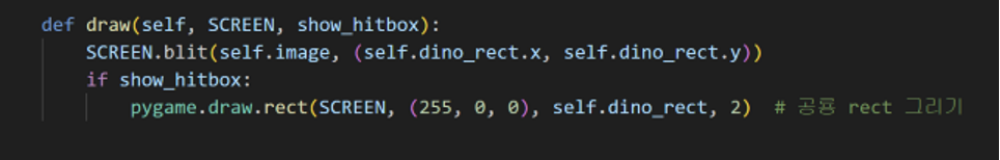 def draw(self, SCREEN, show_hitbox):
    SCREEN.blit(self.image, (self.dino_rect.x, self.dino_rect.y))
    if show_hitbox:
        pygame.draw.rect(SCREEN, (255, 0, 0), self.dino_rect, 2)  # 공룡 rect 그리기